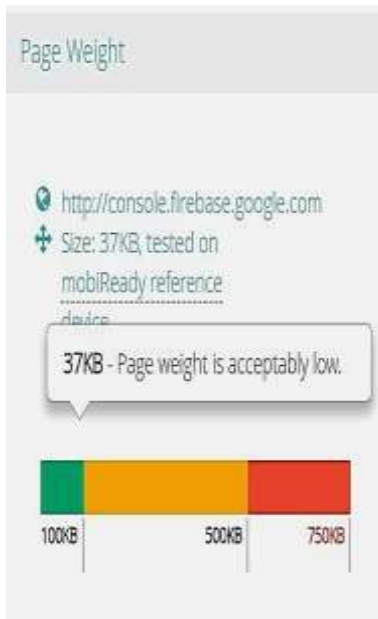 Page Weight
http://console.firebase.google.com
Size: 37KB, tested on
mobiReady reference
device
37KB - Page weight is acceptably low.
100KB 500KB 750KB